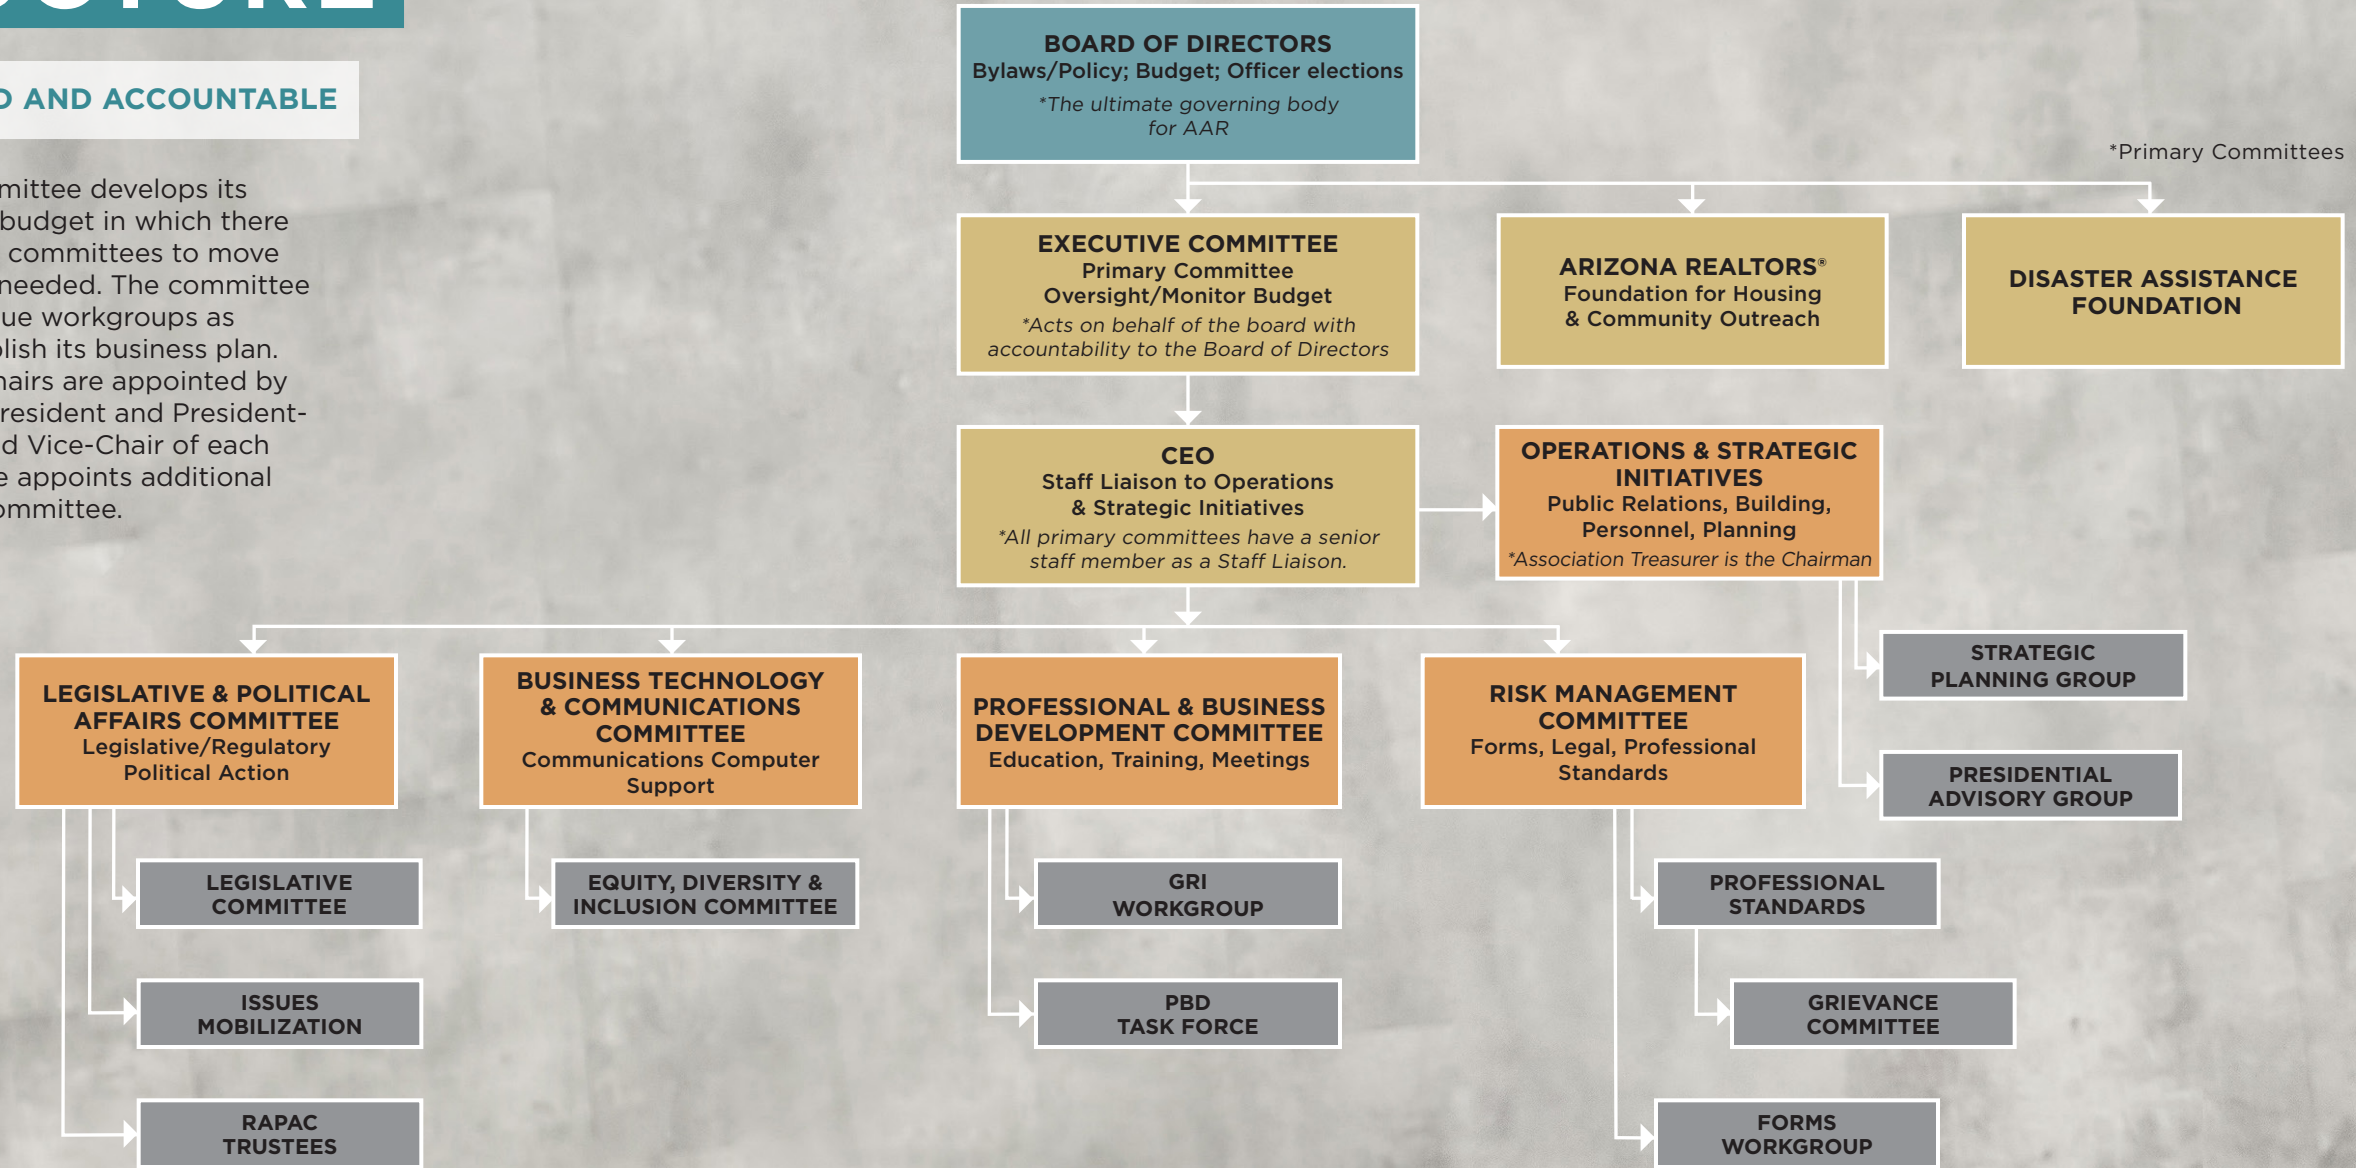 D AND ACCOUNTABLE
mittee develops its
budget in which there
committees to move
needed. The committee
ue workgroups as
lish its business plan.
hairs are appointed by
resident and President-
d Vice-Chair of each
e appoints additional
ommittee.
BOARD OF DIRECTORS
Bylaws/Policy; Budget; Officer elections
*The ultimate governing body
for AAR
*Primary Committees
EXECUTIVE COMMITTEE
Primary Committee
Oversight/Monitor Budget
*Acts on behalf of the board with
accountability to the Board of Directors
ARIZONA REALTORS®
Foundation for Housing
& Community Outreach
DISASTER ASSISTANCE
FOUNDATION
CEO
Staff Liaison to Operations
& Strategic Initiatives
*All primary committees have a senior
staff member as a Staff Liaison.
OPERATIONS & STRATEGIC
INITIATIVES
Public Relations, Building,
Personnel, Planning
*Association Treasurer is the Chairman
STRATEGIC
PLANNING GROUP
PRESIDENTIAL
ADVISORY GROUP
LEGISLATIVE & POLITICAL
AFFAIRS COMMITTEE
Legislative/Regulatory
Political Action
BUSINESS TECHNOLOGY
& COMMUNICATIONS
COMMITTEE
Communications Computer
Support
PROFESSIONAL & BUSINESS
DEVELOPMENT COMMITTEE
Education, Training, Meetings
RISK MANAGEMENT
COMMITTEE
Forms, Legal, Professional
Standards
LEGISLATIVE
COMMITTEE
ISSUES
MOBILIZATION
RAPAC
TRUSTEES
EQUITY, DIVERSITY &
INCLUSION COMMITTEE
GRI
WORKGROUP
PBD
TASK FORCE
PROFESSIONAL
STANDARDS
GRIEVANCE
COMMITTEE
FORMS
WORKGROUP